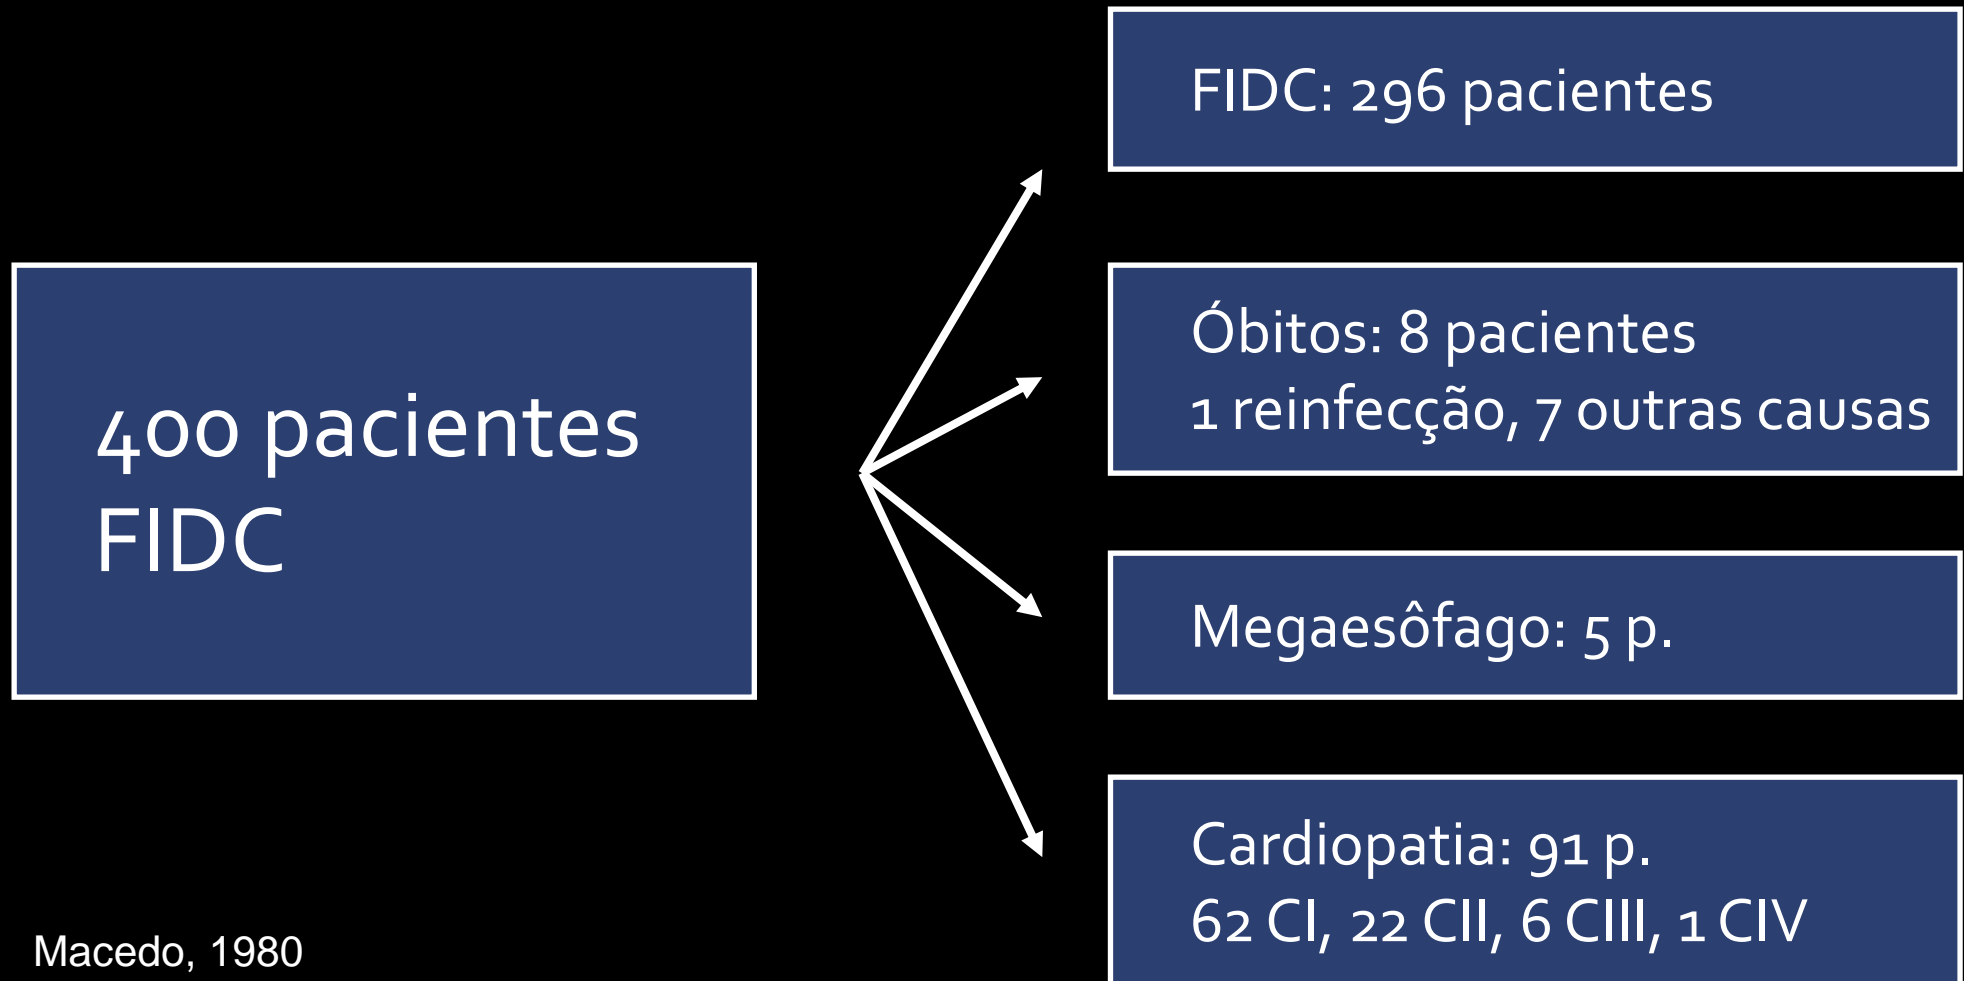 400 pacientes
FIDC
FIDC: 296 pacientes
Óbitos: 8 pacientes
1 reinfecção, 7 outras causas
Megaesôfago: 5 p.
Cardiopatia: 91 p.
62 CI, 22 CII, 6 CIII, 1 CIV
Macedo, 1980